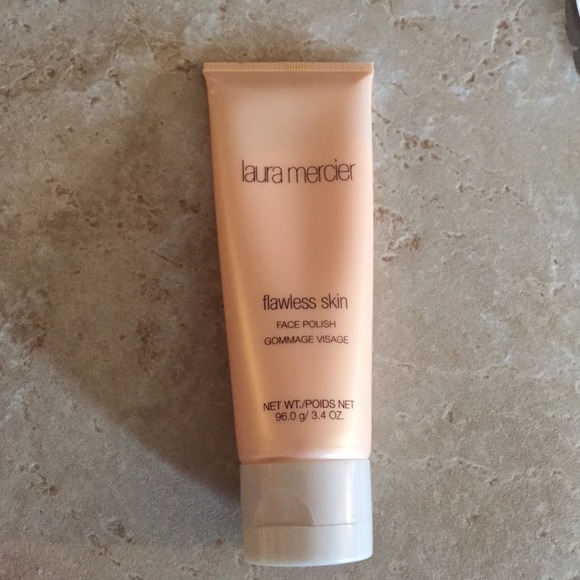 laura mercier
flawless skin
FACE POLISH
GOMMAGE VISAGE
NET WT./POIDS NET
96.0 g/ 3.4 OZ.